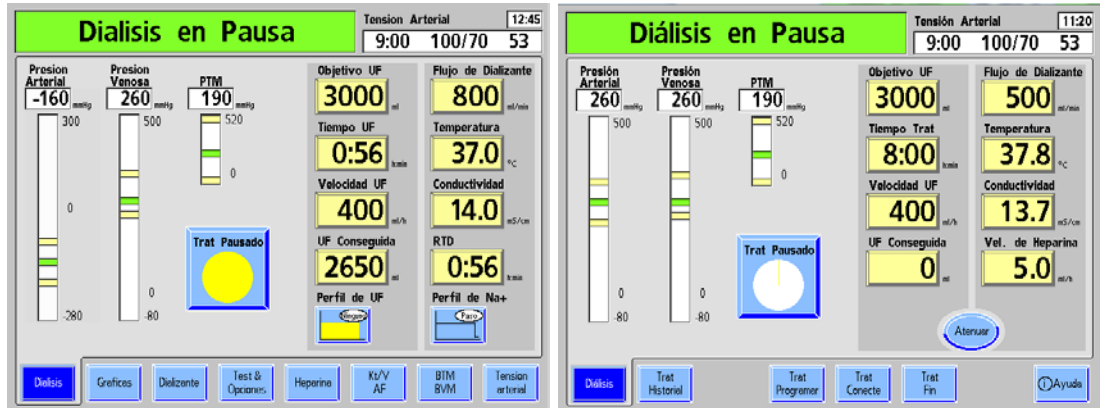 Dialisis en Pausa
Tension Arterial 12:45
9:00 100/70 53
Presion Arterial
-160 mmHg
300
0
-280
Presion Venosa
260 mmHg
500
0
-80
PTM
190 mmHg
520
0
Trat Pausado
Objetivo UF
3000 ml
Tiempo UF
0:56 h:min
Velocidad UF
400 ml/h
UF Conseguida
2650 ml
Perfil de UF
Ninguno
Flujo de Dializante
800 ml/min
Temperatura
37.0 °C
Conductividad
14.0 mS/cm
RTD
0:56 h:min
Perfil de Na+
Paso
Dialisis
Graficos
Dializante
Test & Opciones
Heparina
Kt/V AF
BTM BVM
Tension arterial
Diálisis en Pausa
Tensión Arterial 11:20
9:00 100/70 53
Presión Arterial
260 mmHg
500
0
-80
Presión Venosa
260 mmHg
500
0
-80
PTM
190 mmHg
520
0
Trat Pausado
Objetivo UF
3000 ml
Tiempo Trat
8:00 h:min
Velocidad UF
400 ml/h
UF Conseguida
0 ml
Flujo de Dializante
500 ml/min
Temperatura
37.8 °C
Conductividad
13.7 mS/cm
Vel. de Heparina
5.0 ml/h
Atenuar
Diálisis
Trat Historial
Trat Programar
Trat Conecte
Trat Fin
Ayuda